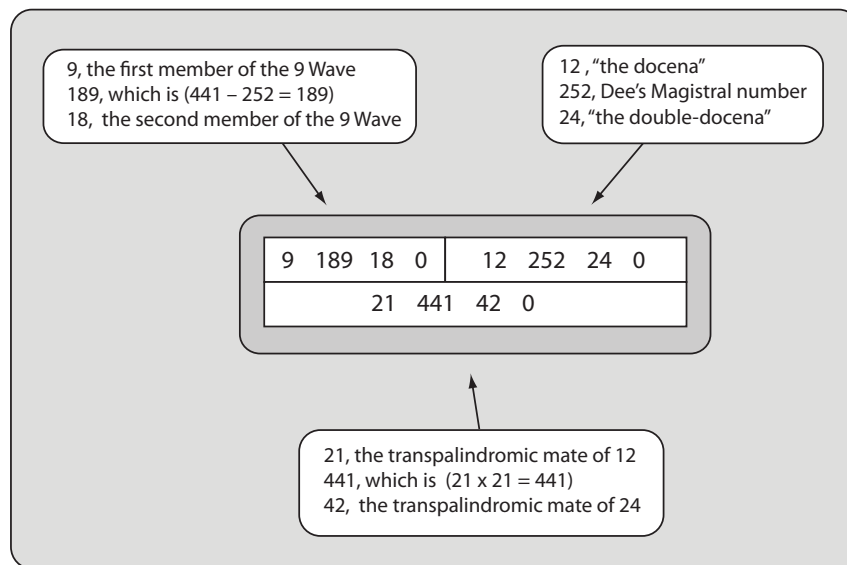 9, the first member of the 9 Wave
189, which is (441 – 252 = 189)
18, the second member of the 9 Wave
12 , “the docena”
252, Dee’s Magistral number
24, “the double-docena”
9 189 18 0 12 252 24 0
21 441 42 0
21, the transpalindromic mate of 12
441, which is (21 x 21 = 441)
42, the transpalindromic mate of 24